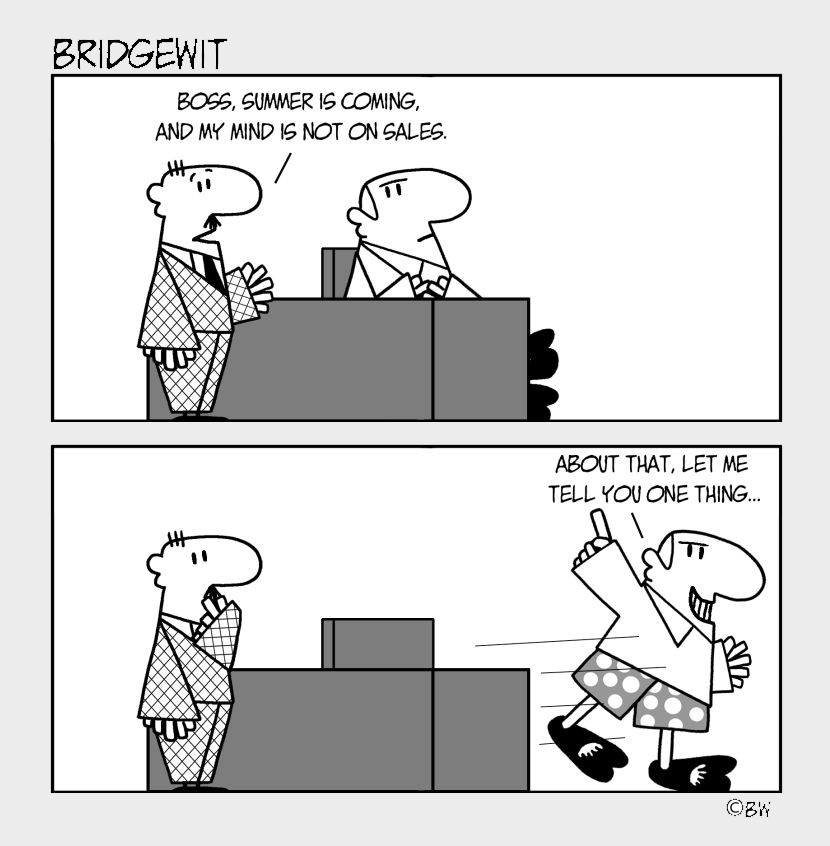 BRIDGEWIT
BOSS, SUMMER IS COMING,
AND MY MIND IS NOT ON SALES.
ABOUT THAT, LET ME
TELL YOU ONE THING...
©BW